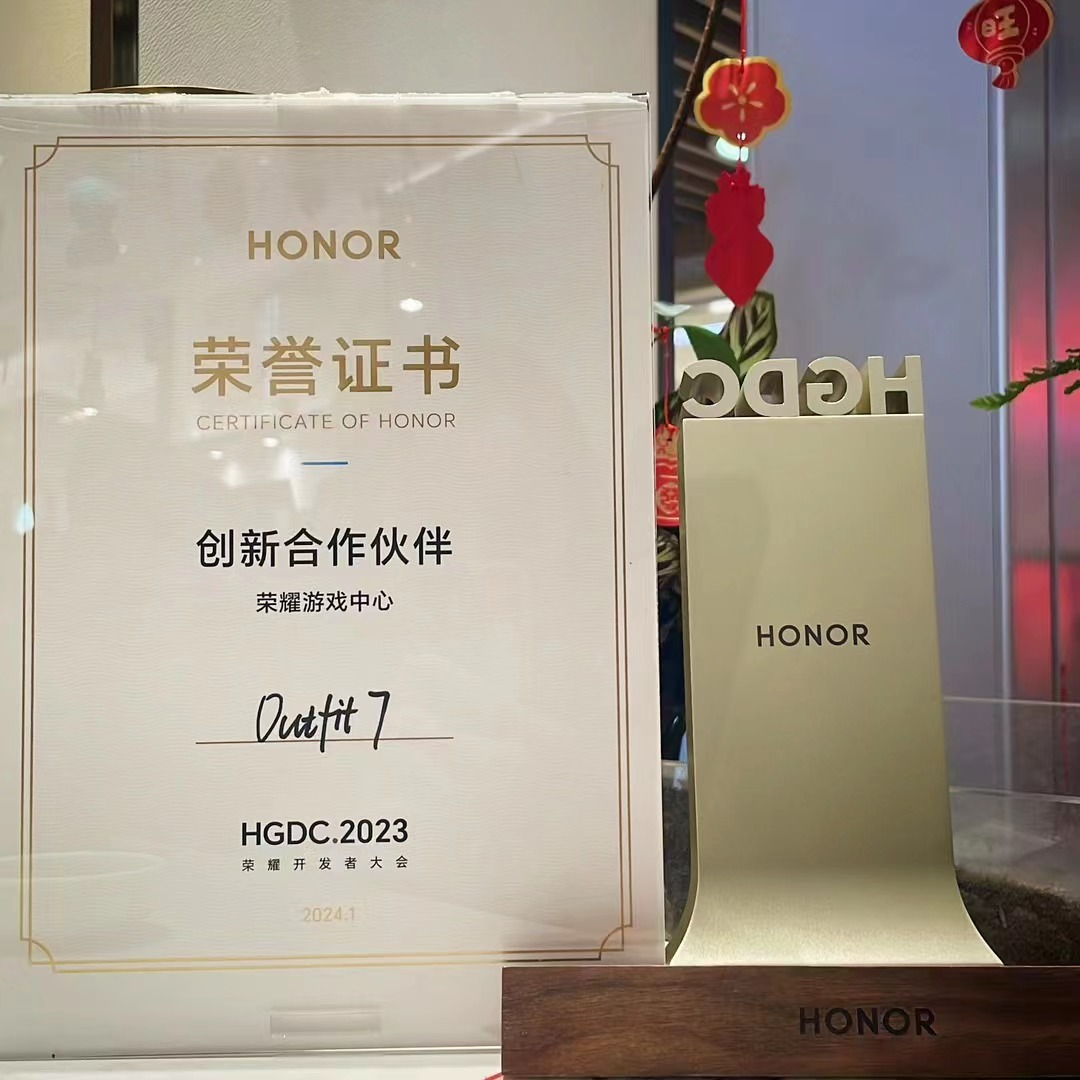 HONOR
荣誉证书
CERTIFICATE OF HONOR
创新合作伙伴
荣耀游戏中心
Outfit 7
HGDC.2023
荣耀开发者大会
2024.1
旺
HGDC
HONOR
HONOR